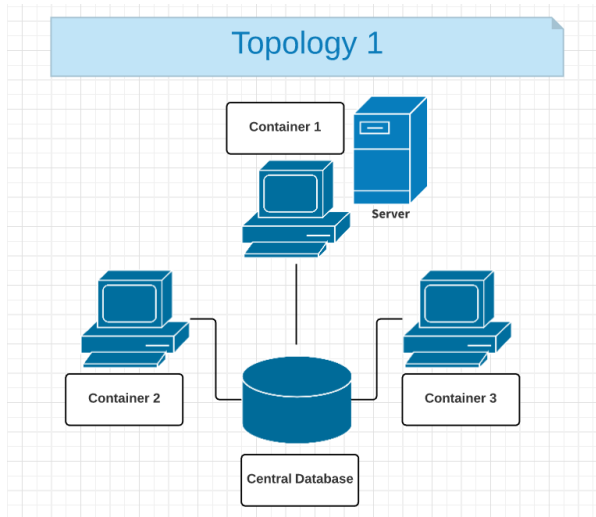 Topology 1
Container 1
Server
Container 2
Container 3
Central Database